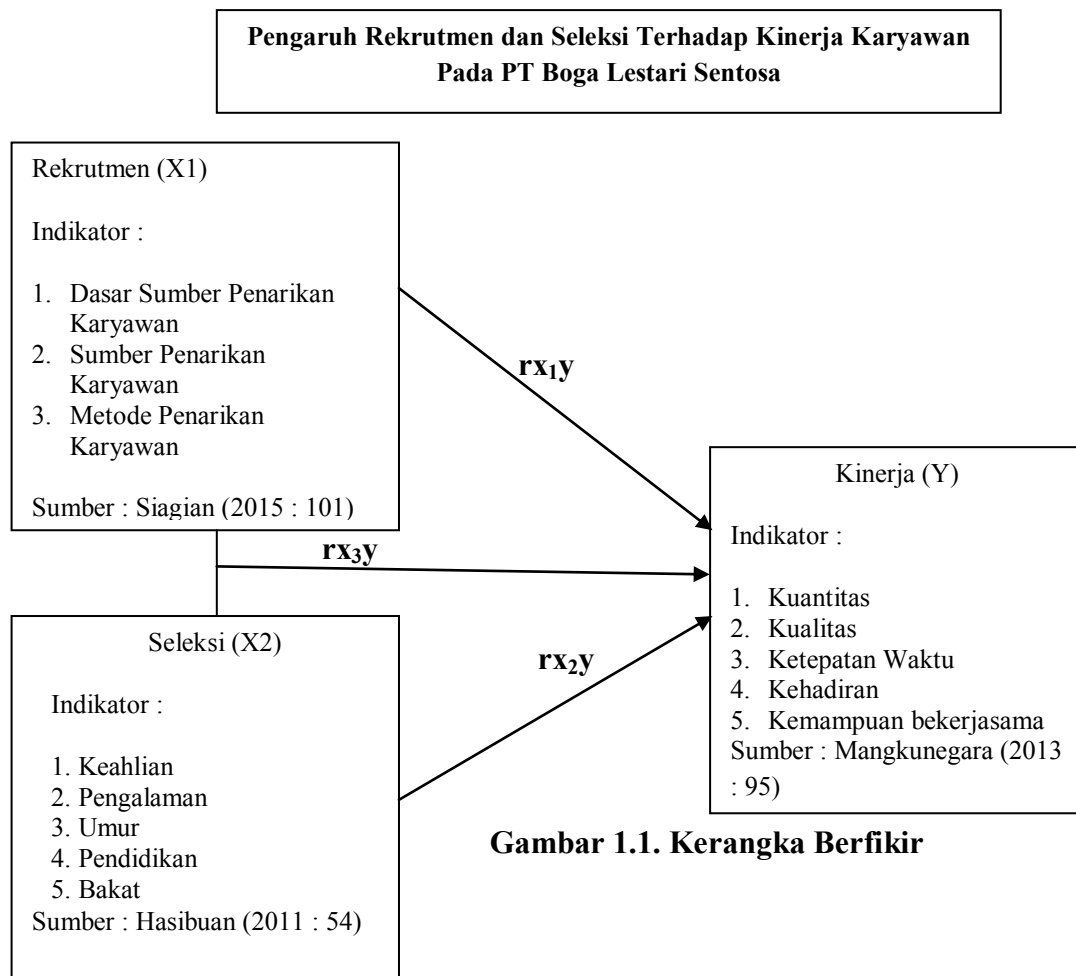 Pengaruh Rekrutmen dan Seleksi Terhadap Kinerja Karyawan
Pada PT Boga Lestari Sentosa
Rekrutmen (X1)
Indikator :
1. Dasar Sumber Penarikan
Karyawan
2. Sumber Penarikan
Karyawan
3. Metode Penarikan
Karyawan
Sumber : Siagian (2015 : 101)
rx₁y
rx₃y
Seleksi (X2)
Indikator :
1. Keahlian
2. Pengalaman
3. Umur
4. Pendidikan
5. Bakat
Sumber : Hasibuan (2011 : 54)
rx₂y
Kinerja (Y)
Indikator :
1. Kuantitas
2. Kualitas
3. Ketepatan Waktu
4. Kehadiran
5. Kemampuan bekerjasama
Sumber : Mangkunegara (2013
: 95)
Gambar 1.1. Kerangka Berfikir